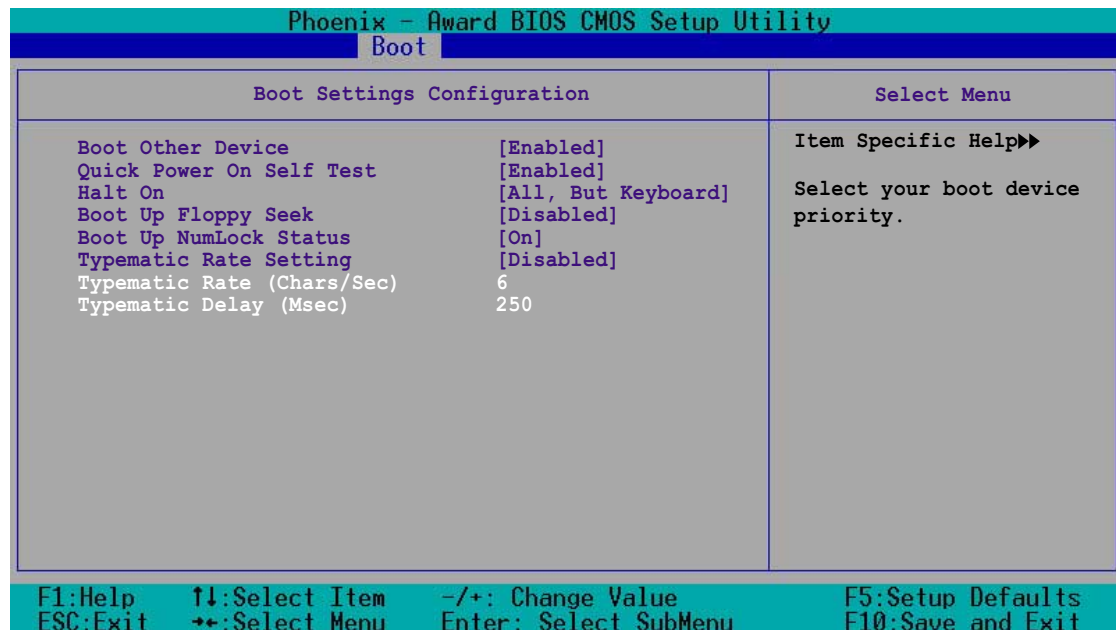 Phoenix - Award BIOS CMOS Setup Utility
Boot
Boot Settings Configuration
Select Menu
Boot Other Device [Enabled]
Quick Power On Self Test [Enabled]
Halt On [All, But Keyboard]
Boot Up Floppy Seek [Disabled]
Boot Up NumLock Status [On]
Typematic Rate Setting [Disabled]
Typematic Rate (Chars/Sec) 6
Typematic Delay (Msec) 250
Item Specific Help▶▶
Select your boot device
priority.
F1:Help ↑↓:Select Item -/+: Change Value F5:Setup Defaults
ESC:Exit →←:Select Menu Enter: Select SubMenu F10:Save and Exit